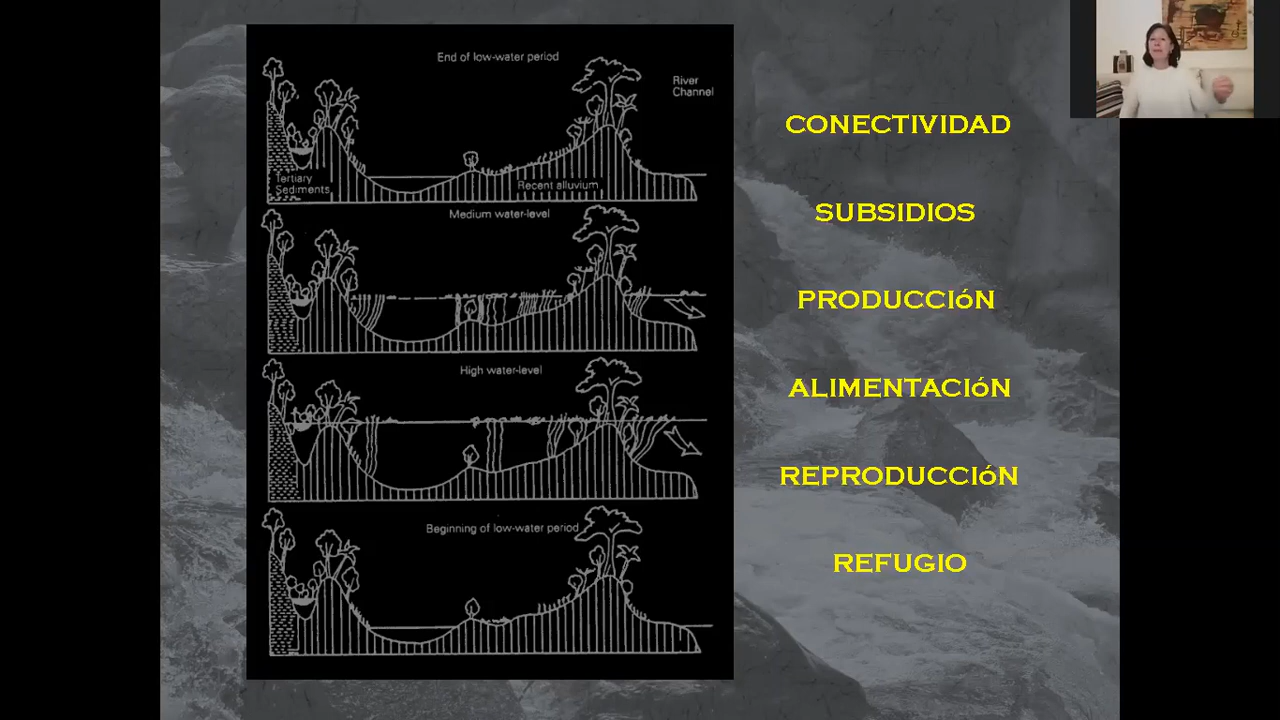 End of low-water period
River
Channel
Tertiary
Sediments
Recent alluvium
Medium water-level
High water-level
Beginning of low-water period
CONECTIVIDAD
SUBSIDIOS
PRODUCCIóN
ALIMENTACIóN
REPRODUCCIóN
REFUGIO